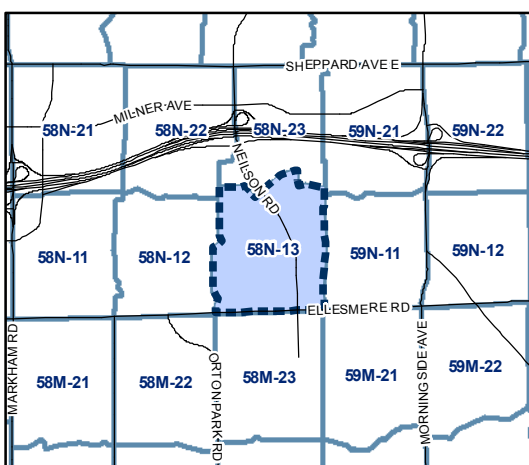 SHEPPARD AVE E
MILNER AVE
58N-21
58N-22
58N-23
59N-21
59N-22
NEILSON RD
58N-11
58N-12
58N-13
59N-11
59N-12
ELLESMERE RD
MARKHAM RD
58M-21
58M-22
ORTON PARK RD
58M-23
59M-21
MORNINGSIDE AVE
59M-22